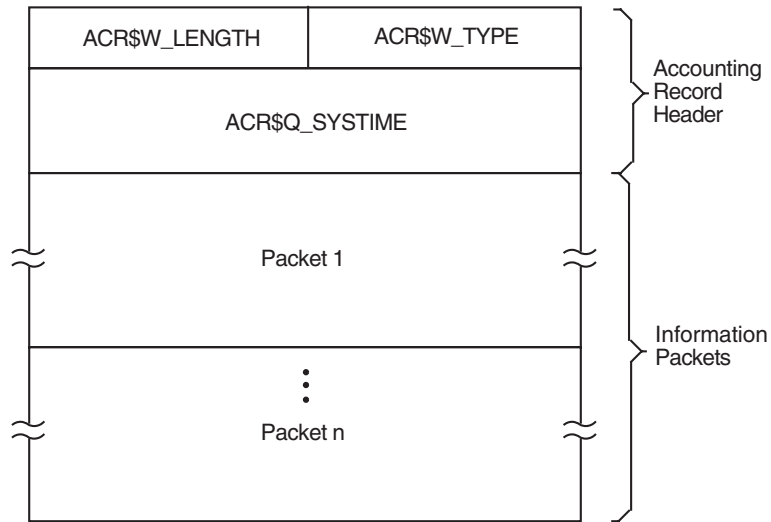 ACR$W_LENGTH
ACR$W_TYPE
Accounting
Record
Header
ACR$Q_SYSTIME
Packet 1
Information
Packets
Packet n